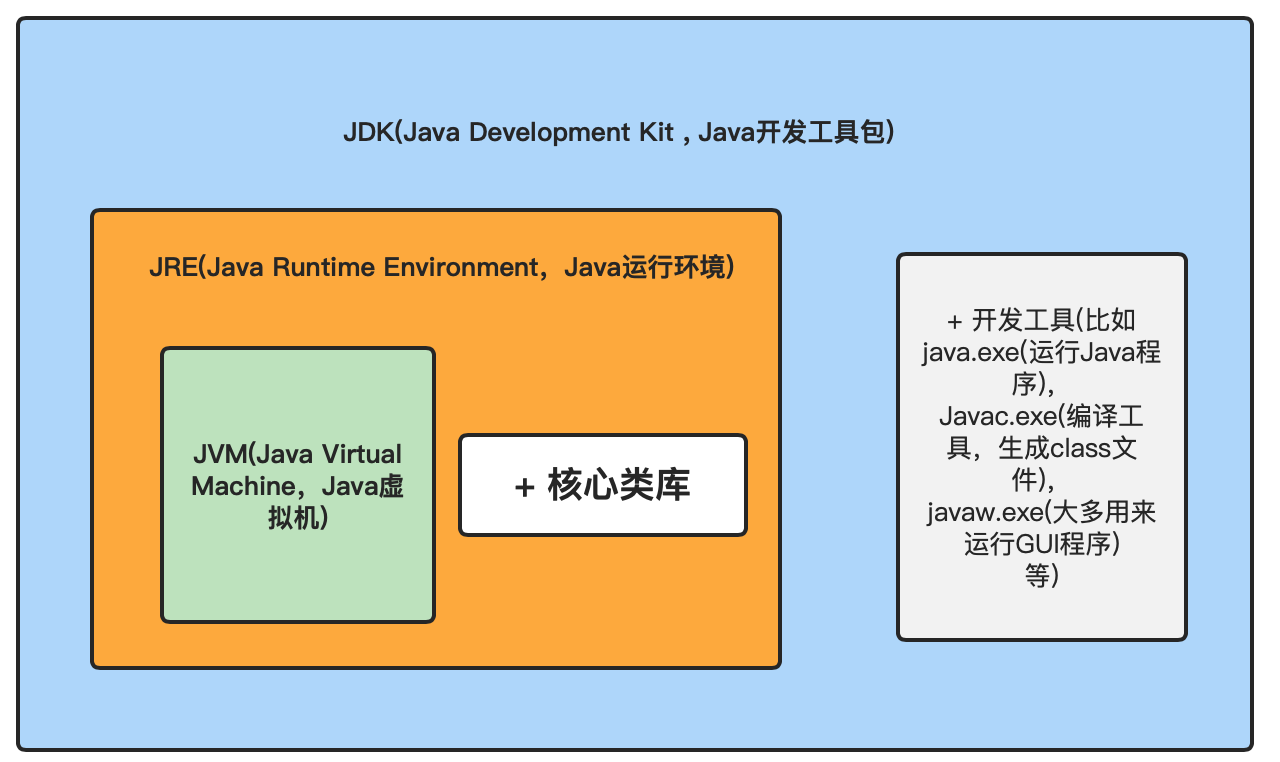 JDK(Java Development Kit , Java开发工具包)
JRE(Java Runtime Environment，Java运行环境)
JVM(Java Virtual
Machine，Java虚
拟机)
+ 核心类库
+ 开发工具(比如
java.exe(运行Java程
序),
Javac.exe(编译工
具，生成class文
件),
javaw.exe(大多用来
运行GUI程序)
等)